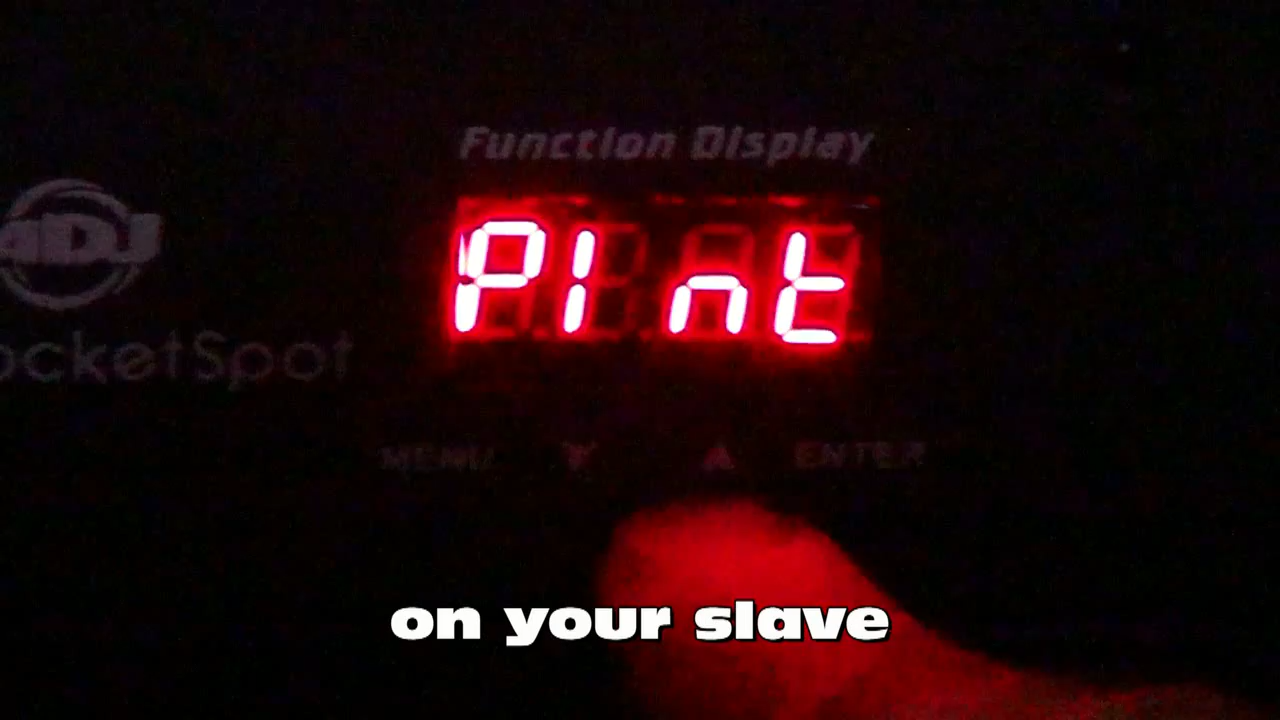 Function Display
aDJ
PInt
ocketSpot
MENU ENTER
on your slave